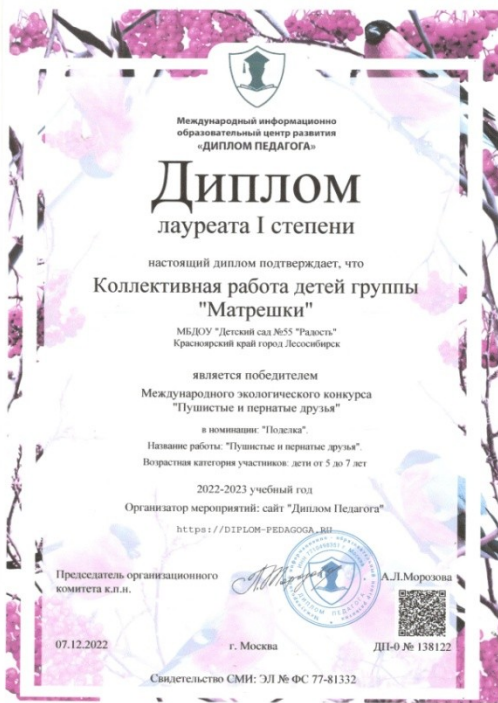 Международный информационно
образовательный центр развития
«ДИПЛОМ ПЕДАГОГА»
Диплом
лауреата I степени
настоящий диплом подтверждает, что
Коллективная работа детей группы
"Матрешки"
МБДОУ "Детский сад №55 "Радость"
Красноярский край город Лесосибирск
является победителем
Международного экологического конкурса
"Пушистые и пернатые друзья"
в номинации: "Поделка".
Название работы: "Пушистые и пернатые друзья".
Возрастная категория участников: дети от 5 до 7 лет
2022-2023 учебный год
Организатор мероприятий: сайт "Диплом Педагога"
https://DIPLOM-PEDAGOGA.RU
Председатель организационного
комитета к.п.н.
А.Л.Морозова
ДИПЛОМ ПЕДАГОГА
07.12.2022
г. Москва
ДП-0 № 138122
Свидетельство СМИ: ЭЛ № ФС 77-81332